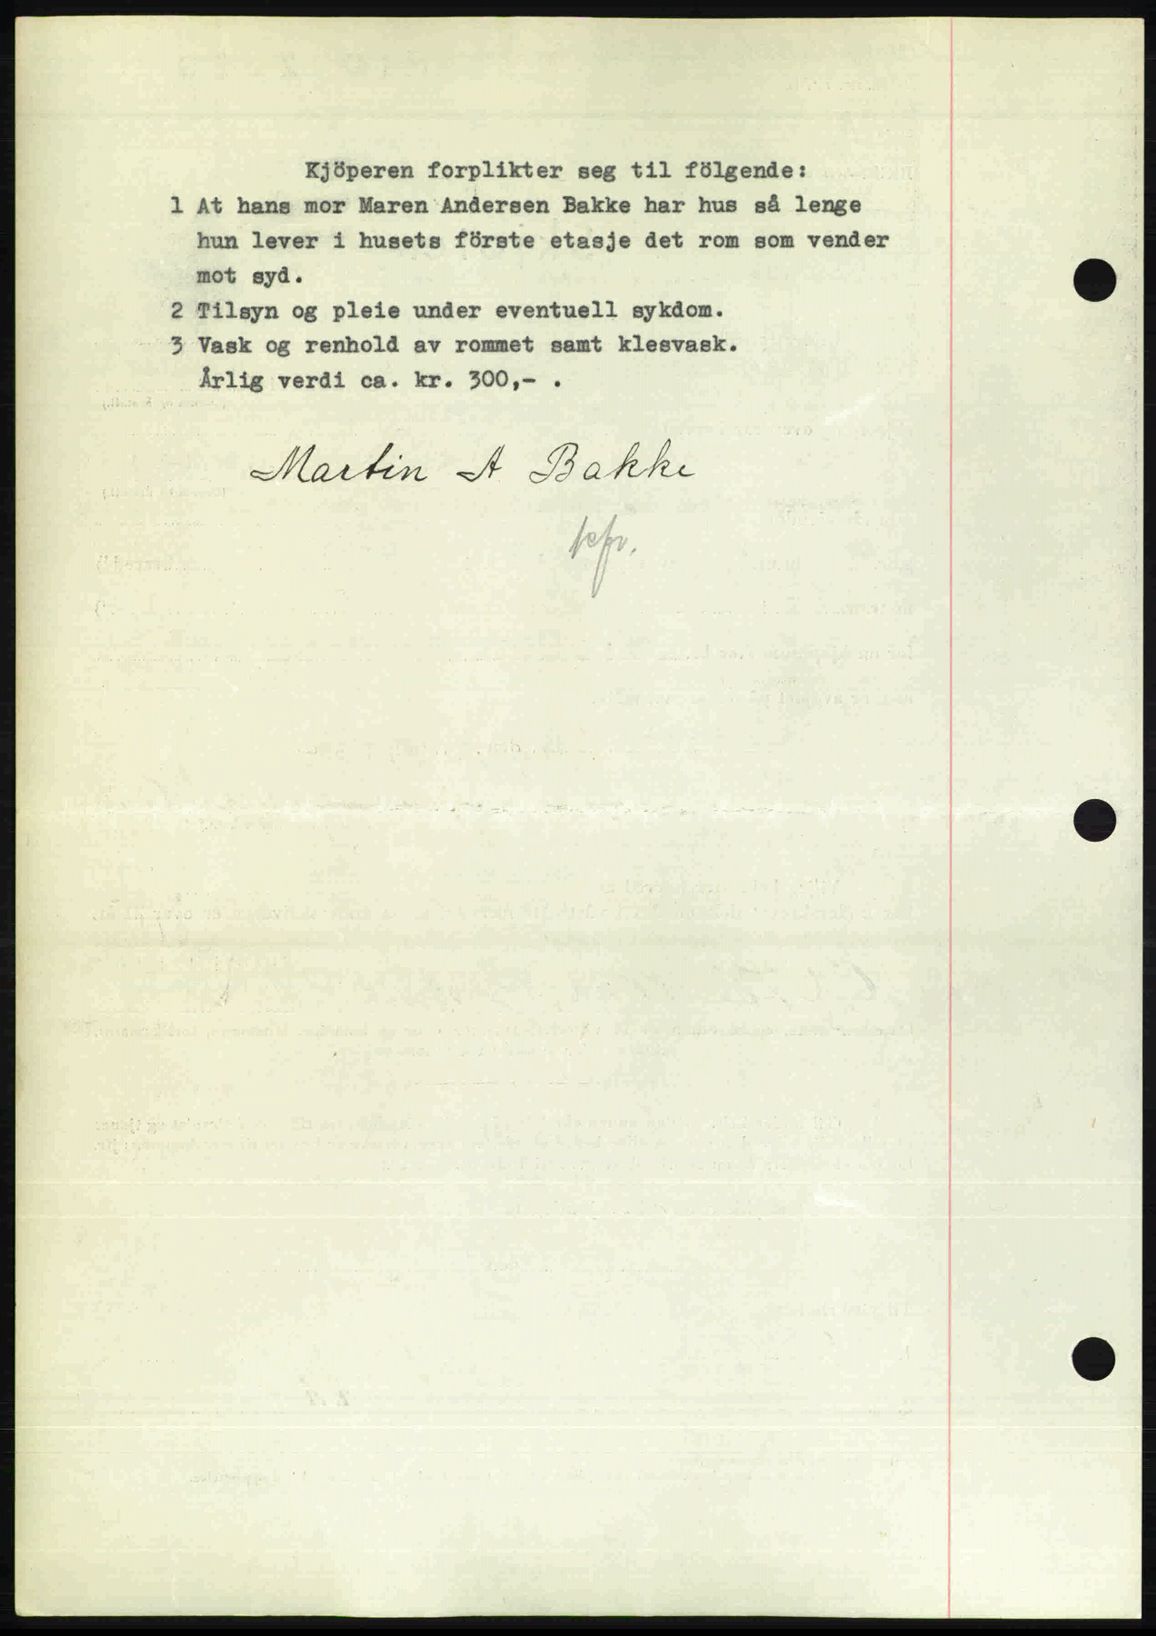 Kjöperen forplikter seg til fölgende:
1 At hans mor Maren Andersen Bakke har hus så lenge
hun lever i husets förste etasje det rom som vender
mot syd.
2 Tilsyn og pleie under eventuell sykdom.
3 Vask og renhold av rommet samt klesvask.
Årlig verdi ca. kr. 300,- .
Martin A Bakke